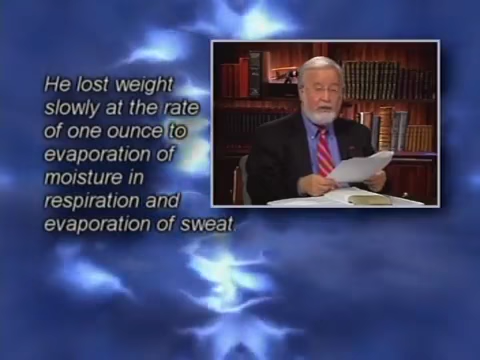 He lost weight
slowly at the rate
of one ounce to
evaporation of
moisture in
respiration and
evaporation of sweat